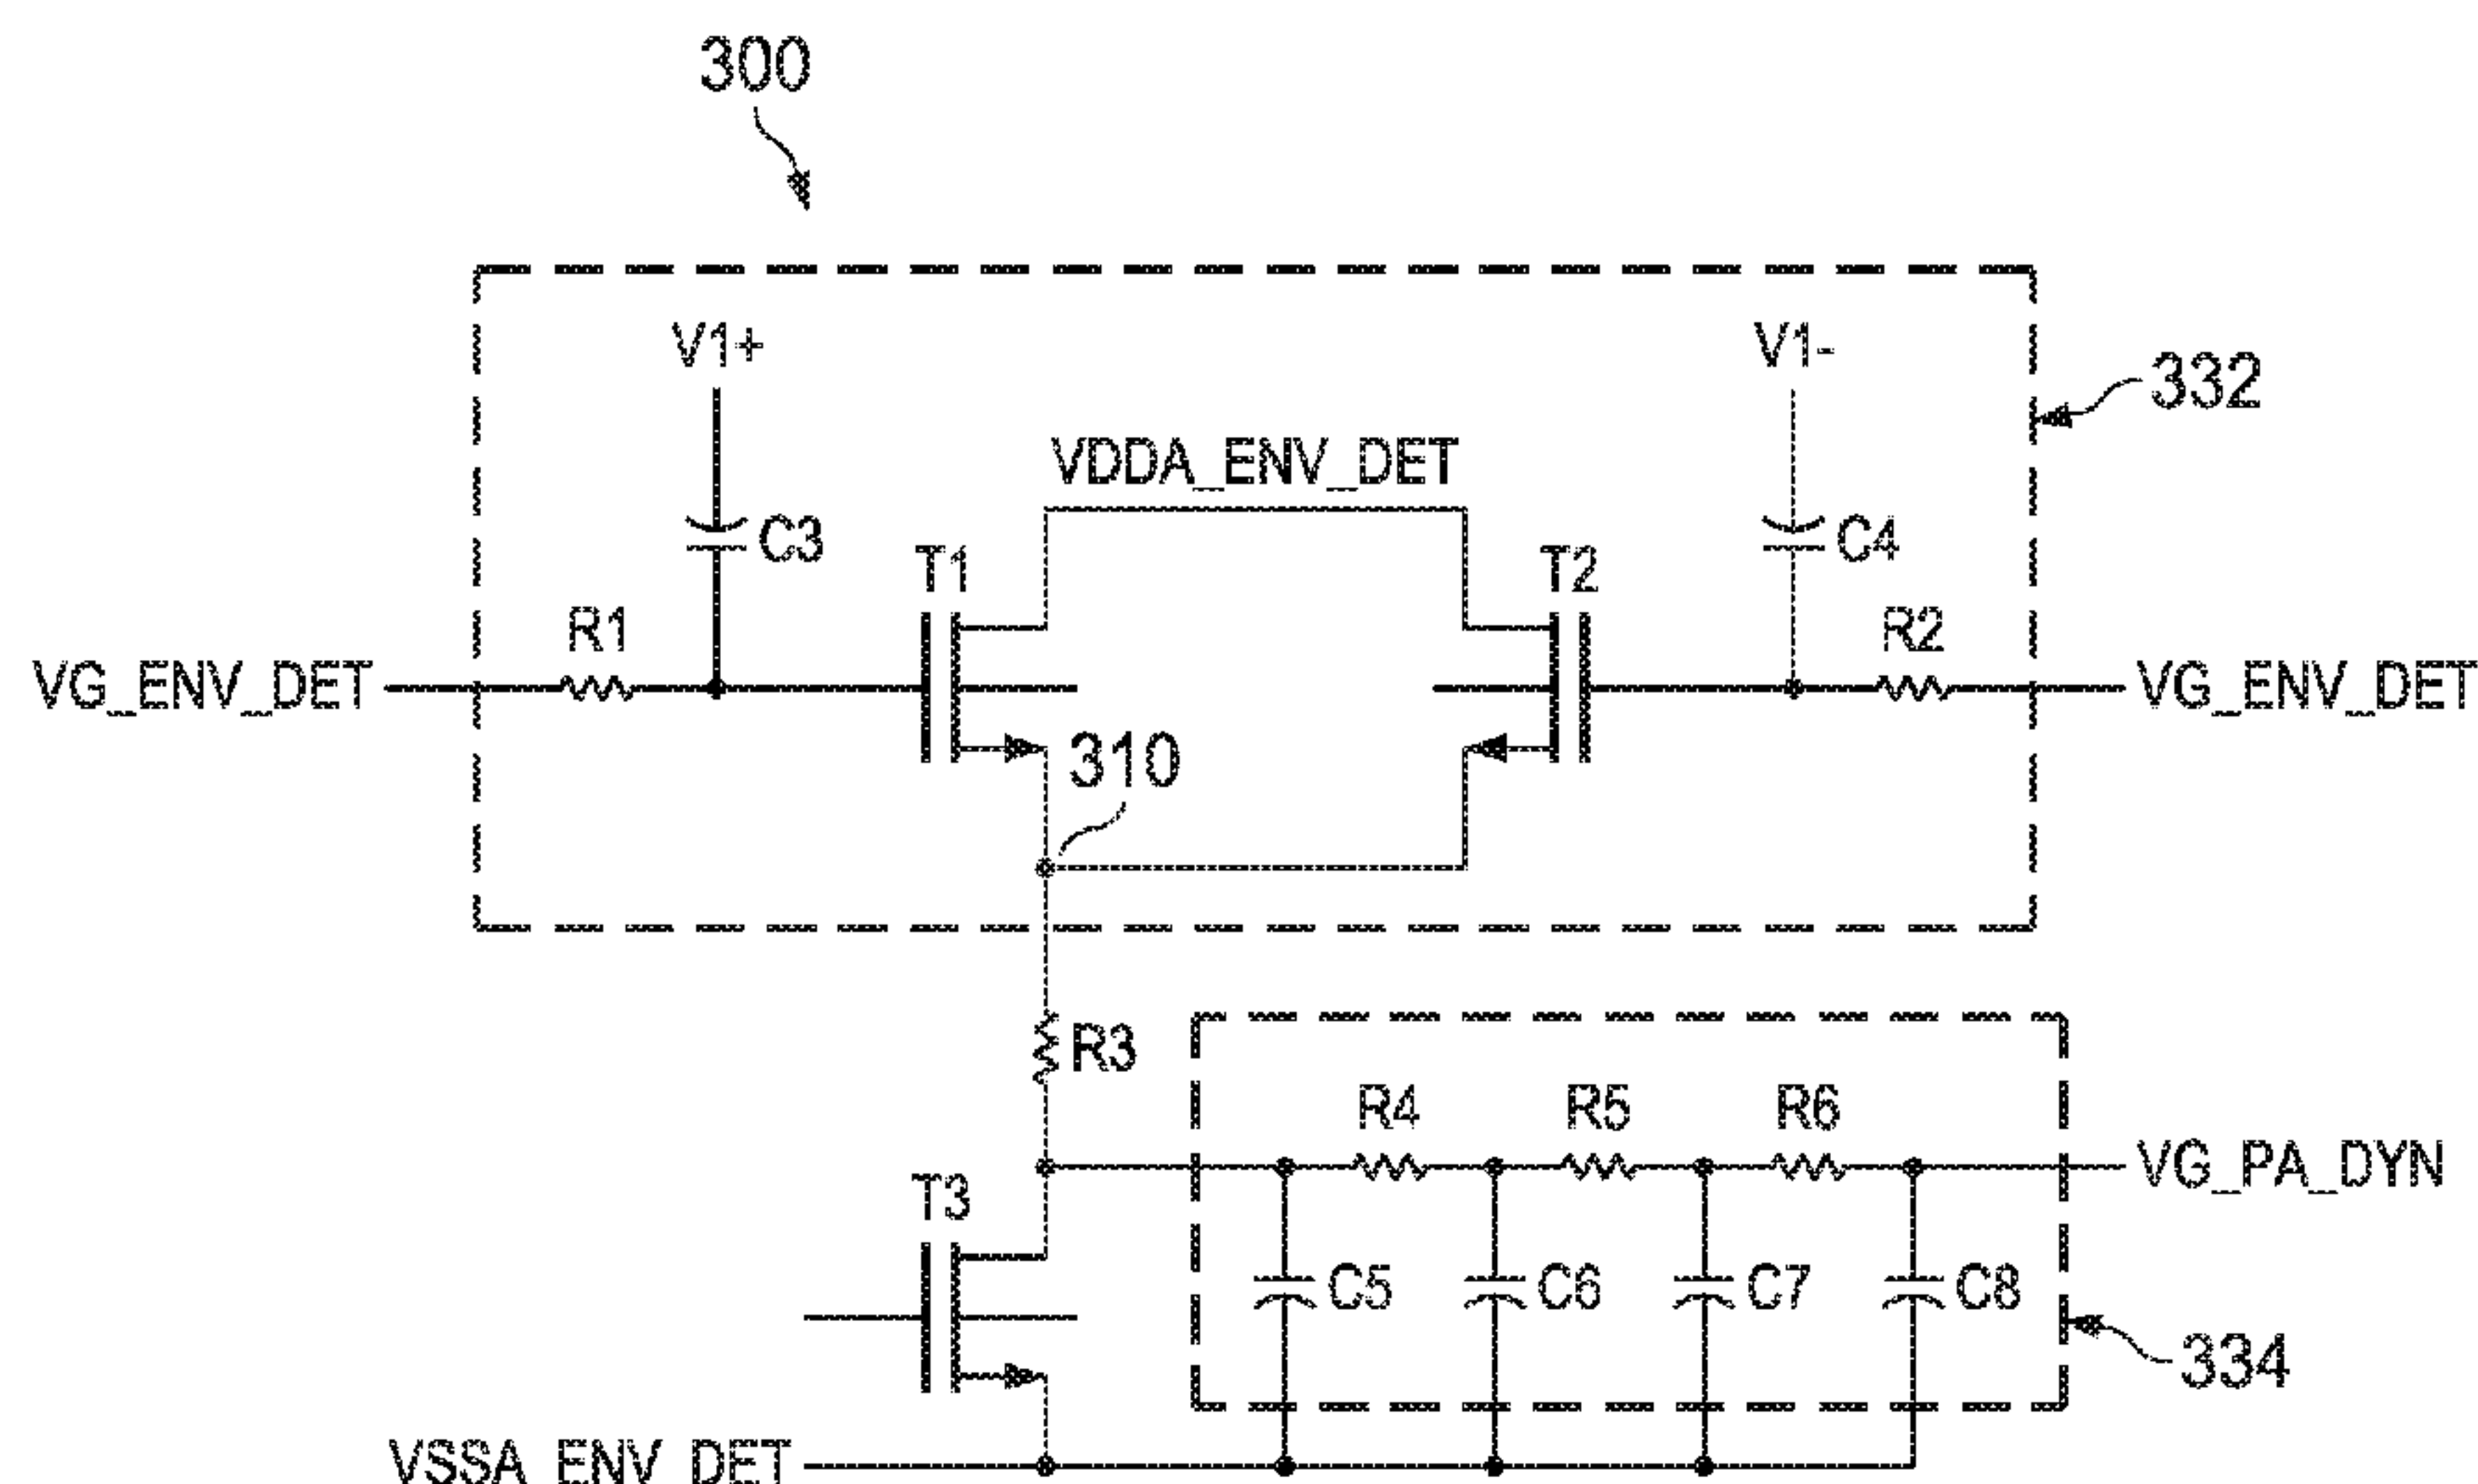 300
V1+
V1-
332
VDDA_ENV_DET
C3
C4
T1
T2
R1
R2
VG_ENV_DET
VG_ENV_DET
310
R3
R4
R5
R6
VG_PA_DYN
T3
C5
C6
C7
C8
334
VSSA_ENV_DET